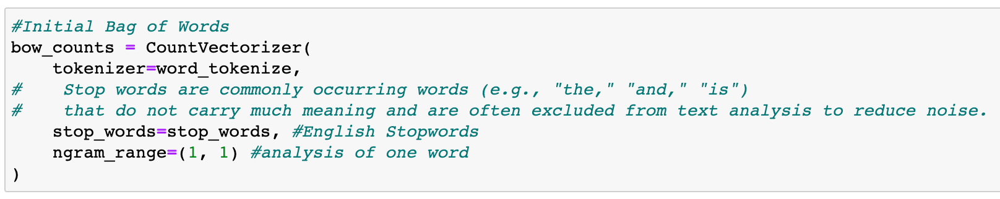 #Initial Bag of Words
bow_counts = CountVectorizer(
    tokenizer=word_tokenize,
#    Stop words are commonly occurring words (e.g., "the," "and," "is")
#    that do not carry much meaning and are often excluded from text analysis to reduce noise.
    stop_words=stop_words, #English Stopwords
    ngram_range=(1, 1) #analysis of one word
)